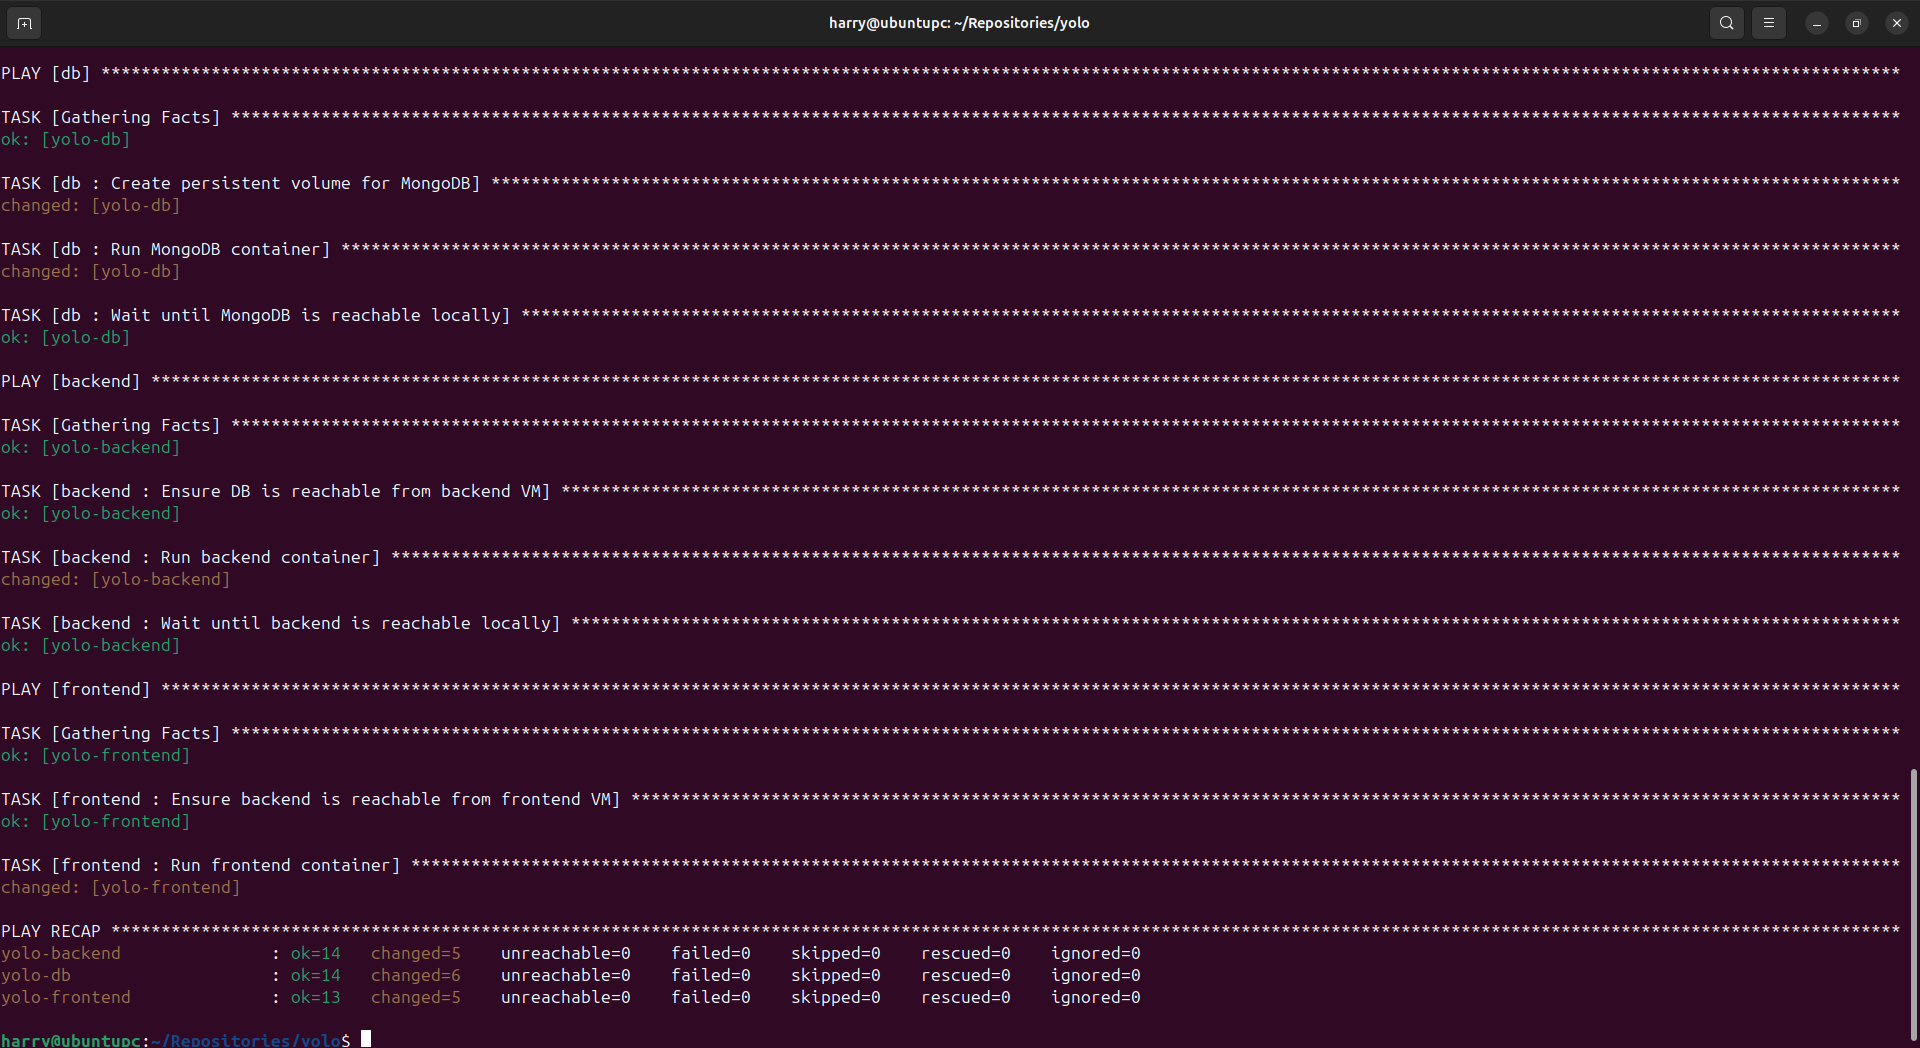 harry@ubuntupc: ~/Repositories/yolo
PLAY [db] ************************************************************************************************************************************************************************************
TASK [Gathering Facts] ***********************************************************************************************************************************************************************
ok: [yolo-db]
TASK [db : Create persistent volume for MongoDB] *********************************************************************************************************************************************
changed: [yolo-db]
TASK [db : Run MongoDB container] ************************************************************************************************************************************************************
changed: [yolo-db]
TASK [db : Wait until MongoDB is reachable locally] ******************************************************************************************************************************************
ok: [yolo-db]
PLAY [backend] *******************************************************************************************************************************************************************************
TASK [Gathering Facts] ***********************************************************************************************************************************************************************
ok: [yolo-backend]
TASK [backend : Ensure DB is reachable from backend VM] **************************************************************************************************************************************
ok: [yolo-backend]
TASK [backend : Run backend container] *******************************************************************************************************************************************************
changed: [yolo-backend]
TASK [backend : Wait until backend is reachable locally] *************************************************************************************************************************************
ok: [yolo-backend]
PLAY [frontend] ******************************************************************************************************************************************************************************
TASK [Gathering Facts] ***********************************************************************************************************************************************************************
ok: [yolo-frontend]
TASK [frontend : Ensure backend is reachable from frontend VM] *******************************************************************************************************************************
ok: [yolo-frontend]
TASK [frontend : Run frontend container] *****************************************************************************************************************************************************
changed: [yolo-frontend]
PLAY RECAP ***********************************************************************************************************************************************************************************
yolo-backend               : ok=14   changed=5    unreachable=0    failed=0    skipped=0    rescued=0    ignored=0
yolo-db                    : ok=14   changed=6    unreachable=0    failed=0    skipped=0    rescued=0    ignored=0
yolo-frontend              : ok=13   changed=5    unreachable=0    failed=0    skipped=0    rescued=0    ignored=0
harry@ubuntupc:~/Repositories/yolo$